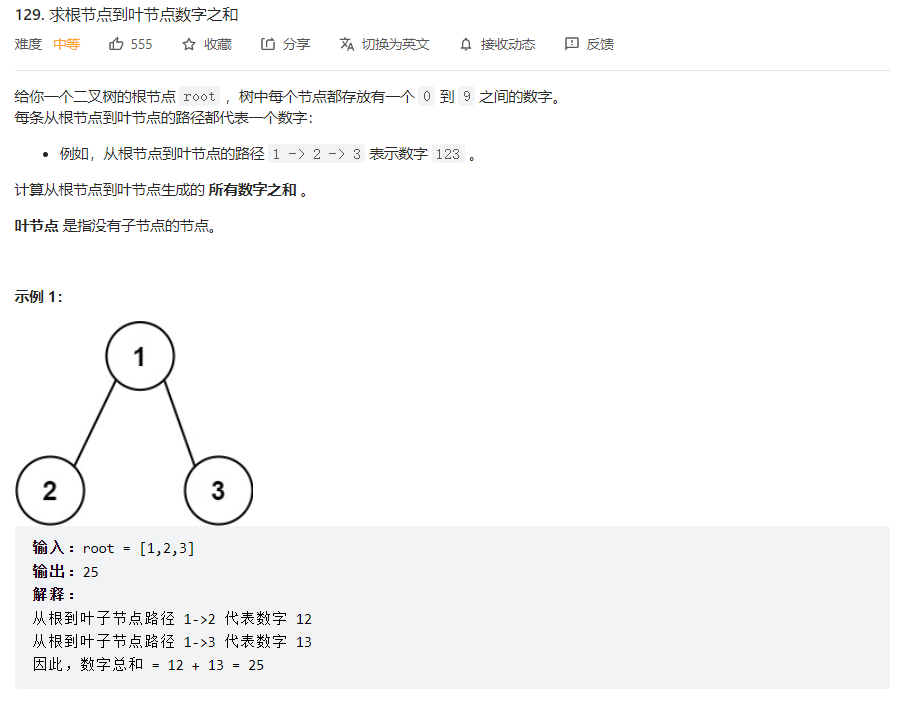 129. 求根节点到叶节点数字之和
难度 中等 555 收藏 分享 切换为英文 接收动态 反馈
给你一个二叉树的根节点 root ，树中每个节点都存放有一个 0 到 9 之间的数字。
每条从根节点到叶节点的路径都代表一个数字：
• 例如，从根节点到叶节点的路径 1 -> 2 -> 3 表示数字 123 。
计算从根节点到叶节点生成的 所有数字之和 。
叶节点 是指没有子节点的节点。
示例 1：
1
2 3
输入：root = [1,2,3]
输出：25
解释：
从根到叶子节点路径 1->2 代表数字 12
从根到叶子节点路径 1->3 代表数字 13
因此，数字总和 = 12 + 13 = 25